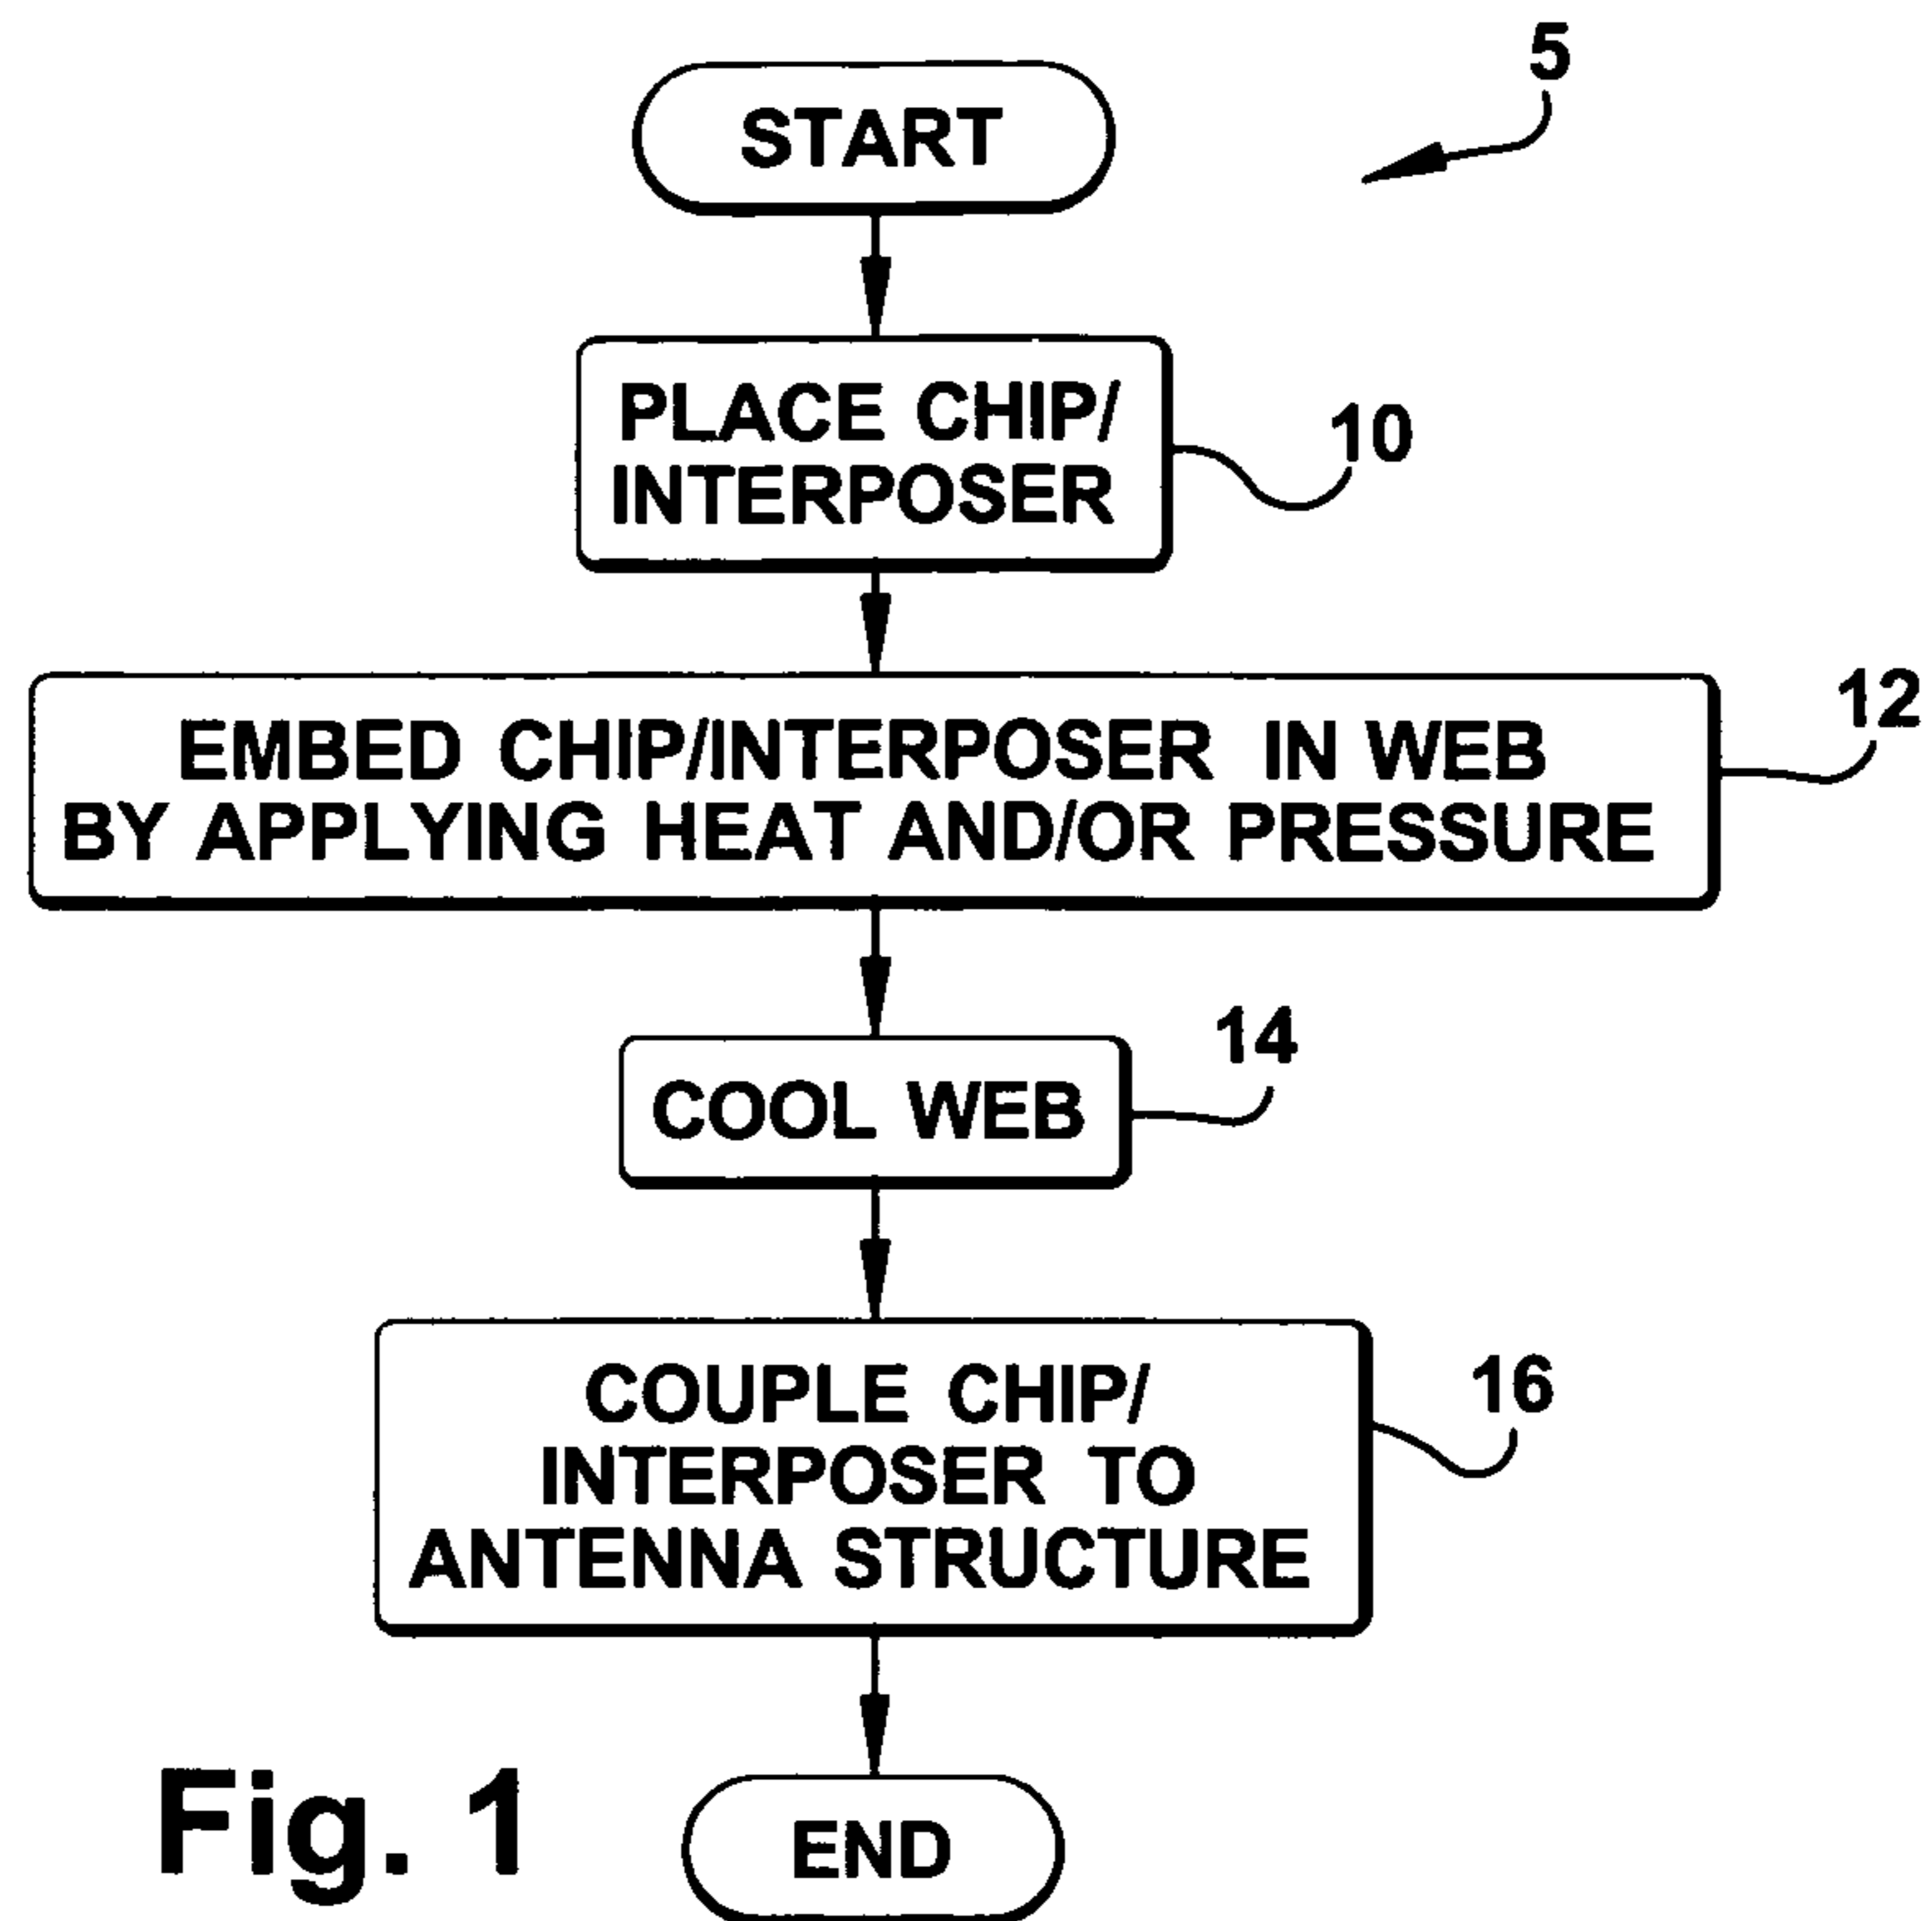 5
START
PLACE CHIP/
INTERPOSER
10
EMBED CHIP/INTERPOSER IN WEB
BY APPLYING HEAT AND/OR PRESSURE
12
COOL WEB
14
COUPLE CHIP/
INTERPOSER TO
ANTENNA STRUCTURE
16
END
Fig. 1